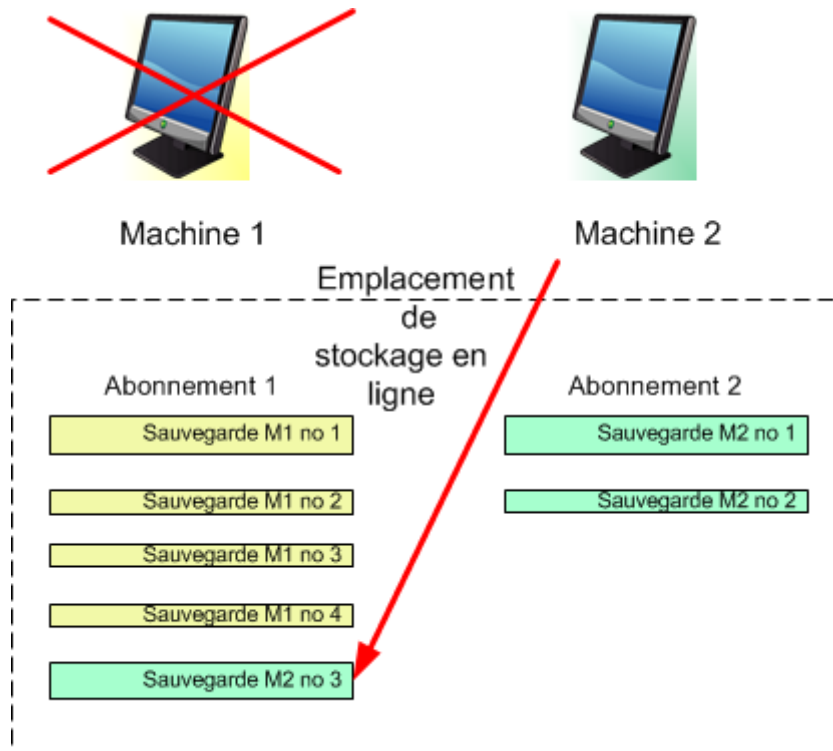 Machine 1
Machine 2
Emplacement
de
stockage en
ligne
Abonnement 1
Sauvegarde M1 no 1
Sauvegarde M1 no 2
Sauvegarde M1 no 3
Sauvegarde M1 no 4
Sauvegarde M2 no 3
Abonnement 2
Sauvegarde M2 no 1
Sauvegarde M2 no 2